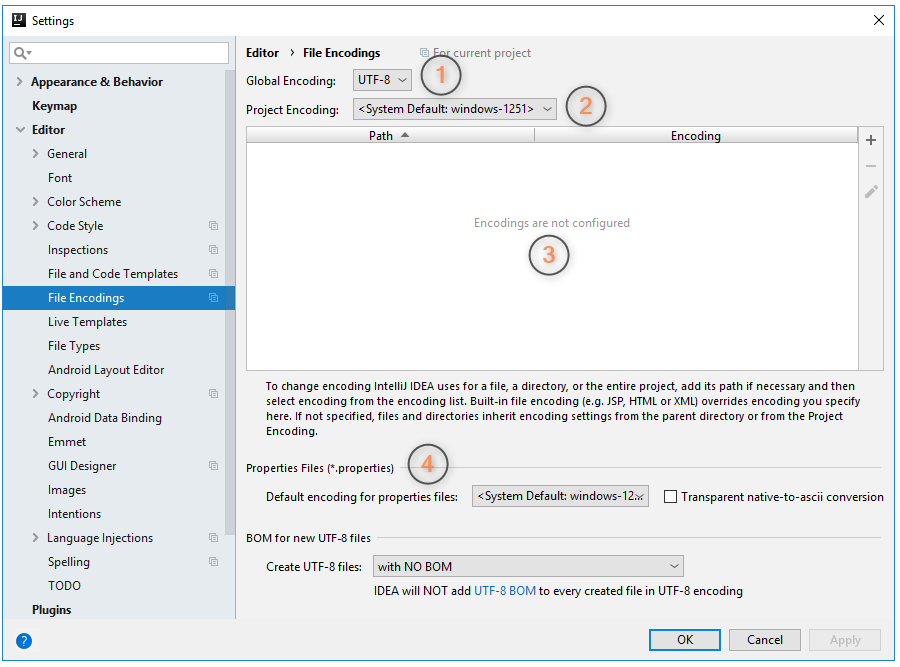 IJ Settings
Editor › File Encodings For current project
Appearance & Behavior
Keymap
Editor
General
Font
Color Scheme
Code Style
Inspections
File and Code Templates
File Encodings
Live Templates
File Types
Android Layout Editor
Copyright
Android Data Binding
Emmet
GUI Designer
Images
Intentions
Language Injections
Spelling
TODO
Plugins
Global Encoding: UTF-8 1
Project Encoding: <System Default: windows-1251> 2
Path Encoding
Encodings are not configured
3
To change encoding IntelliJ IDEA uses for a file, a directory, or the entire project, add its path if necessary and then
select encoding from the encoding list. Built-in file encoding (e.g. JSP, HTML or XML) overrides encoding you specify
here. If not specified, files and directories inherit encoding settings from the parent directory or from the Project
Encoding.
Properties Files (*.properties) 4
Default encoding for properties files: <System Default: windows-12... Transparent native-to-ascii conversion
BOM for new UTF-8 files
Create UTF-8 files: with NO BOM
IDEA will NOT add UTF-8 BOM to every created file in UTF-8 encoding
? OK Cancel Apply